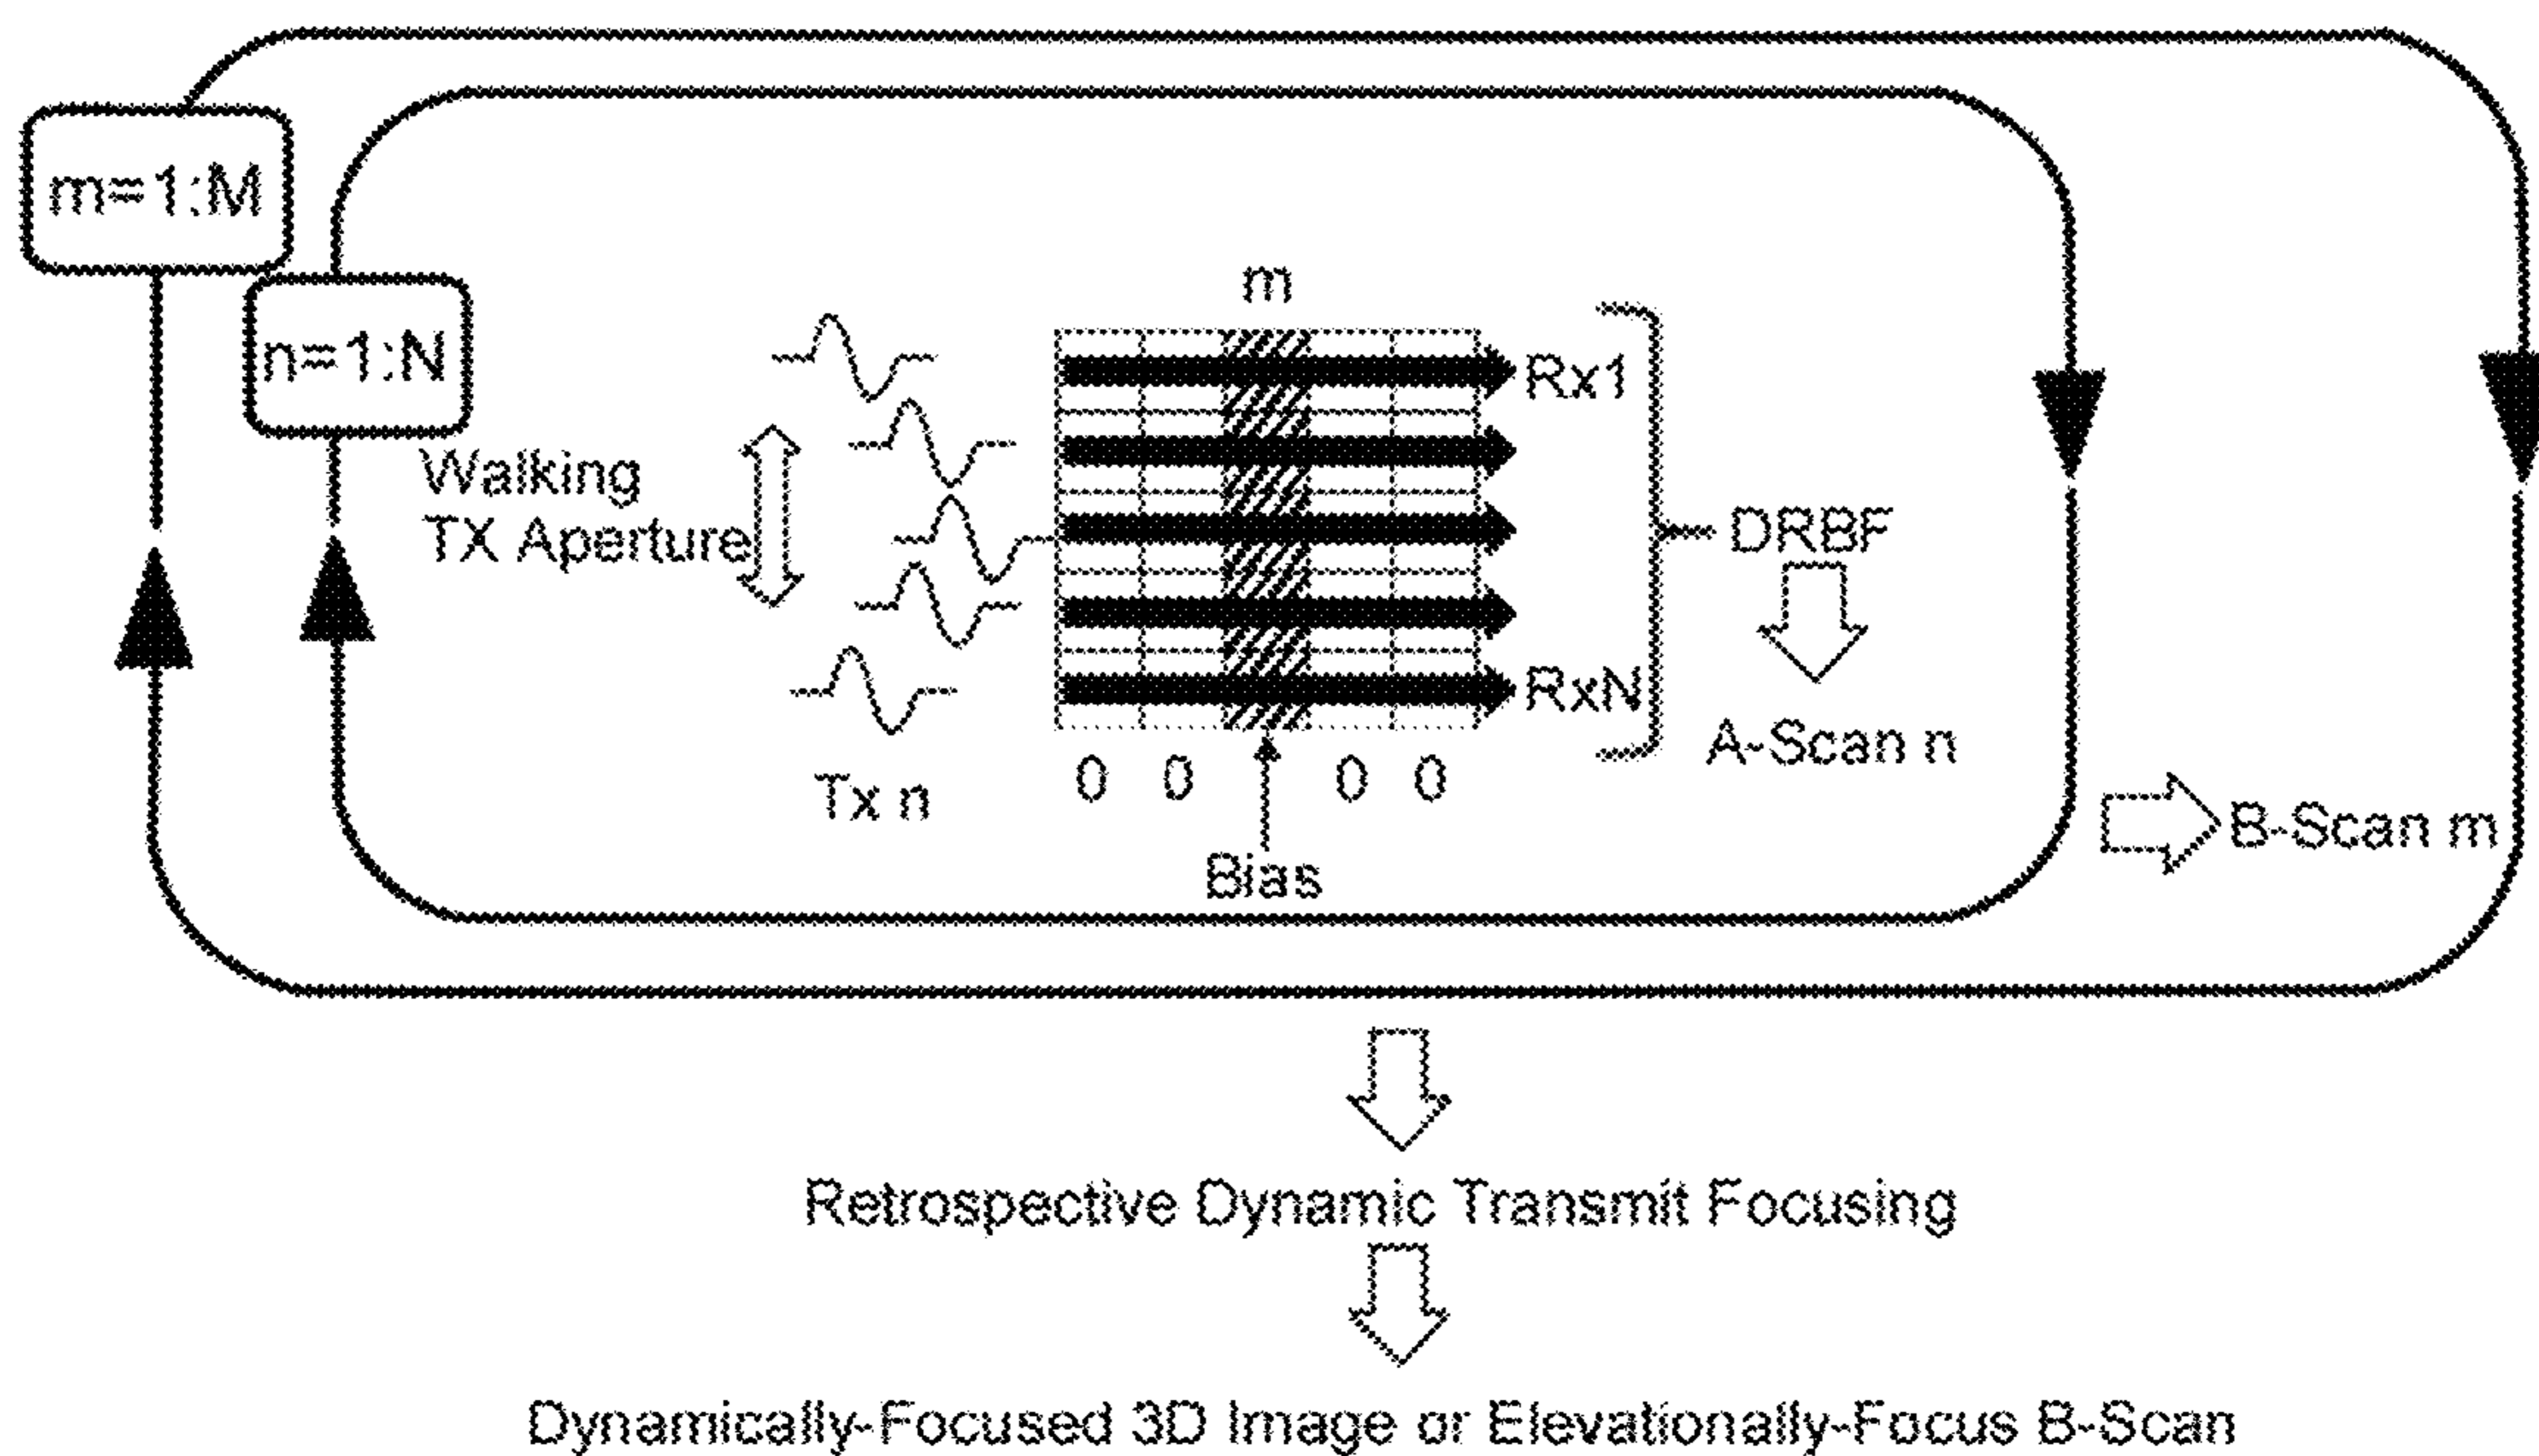 m=1:M
n=1:N
m
Walking
TX Aperture
Rx1
RxN
DRBF
A-Scan n
B-Scan m
Tx n
0 0 0 0
Bias
Retrospective Dynamic Transmit Focusing
Dynamically-Focused 3D Image or Elevationally-Focus B-Scan